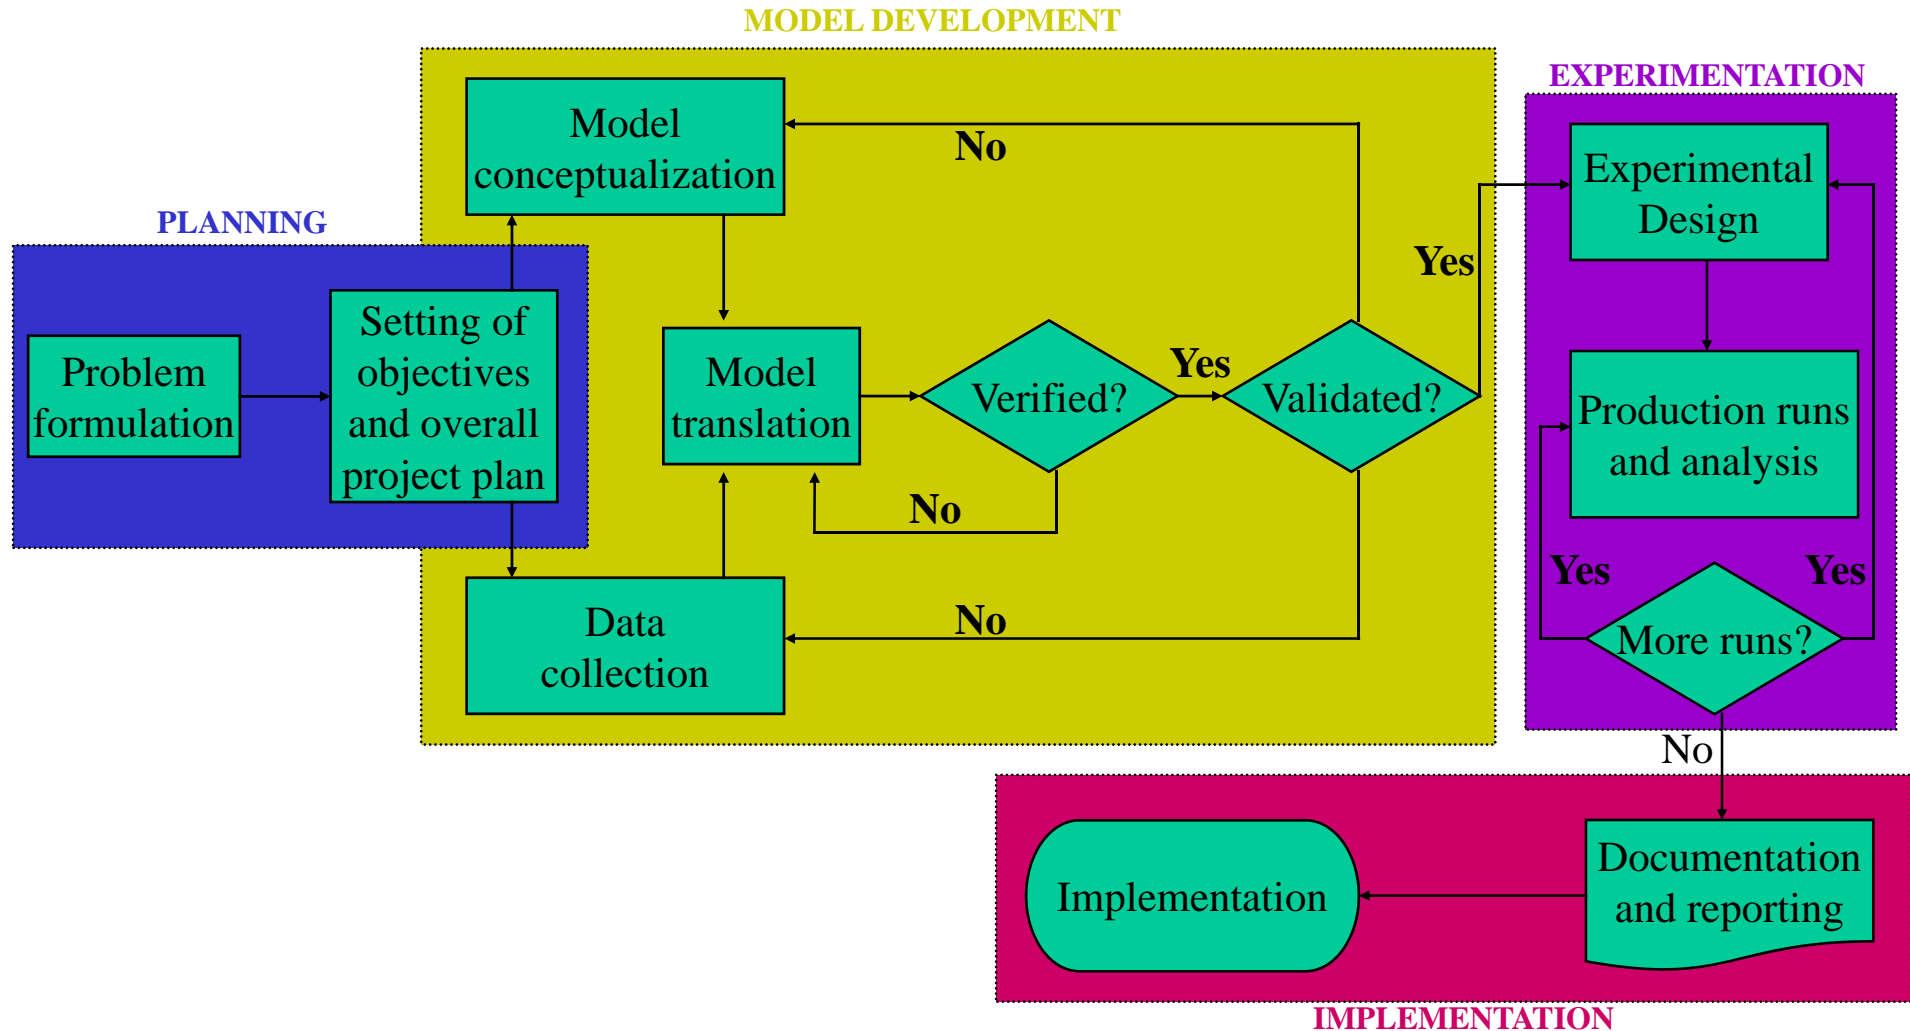 MODEL DEVELOPMENT
EXPERIMENTATION
PLANNING
Model
conceptualization
No
Experimental
Design
Yes
Problem
formulation
Setting of
objectives
and overall
project plan
Model
translation
Verified?
Yes
Validated?
Production runs
and analysis
No
Data
collection
No
Yes
Yes
More runs?
No
Implementation
Documentation
and reporting
IMPLEMENTATION